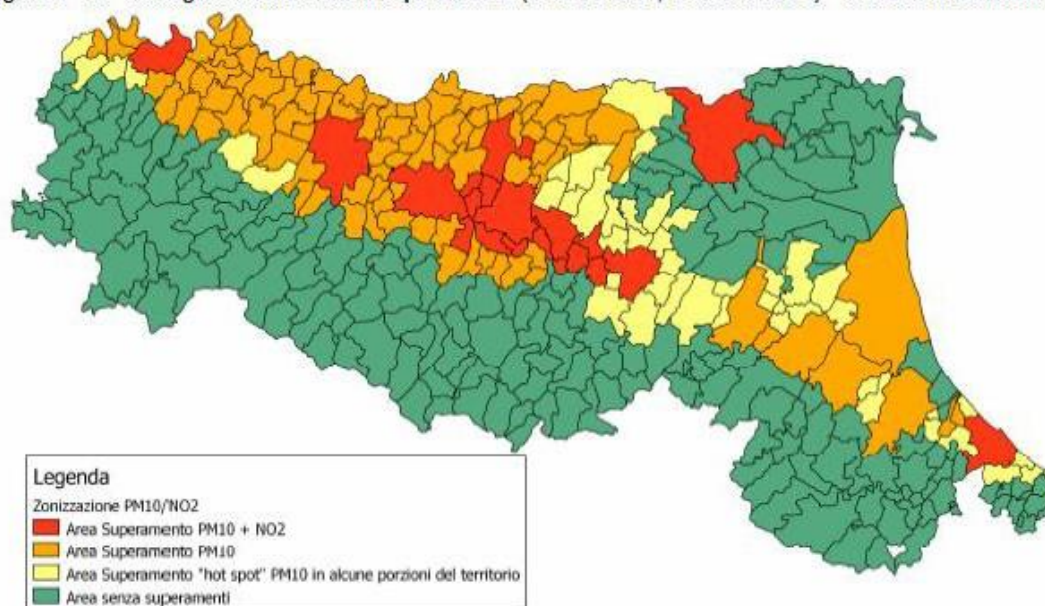 Legenda
Zonizzazione PM10/NO2
Area Superamento PM10 + NO2
Area Superamento PM10
Area Superamento "hot spot" PM10 in alcune porzioni del territorio
Area senza superamenti